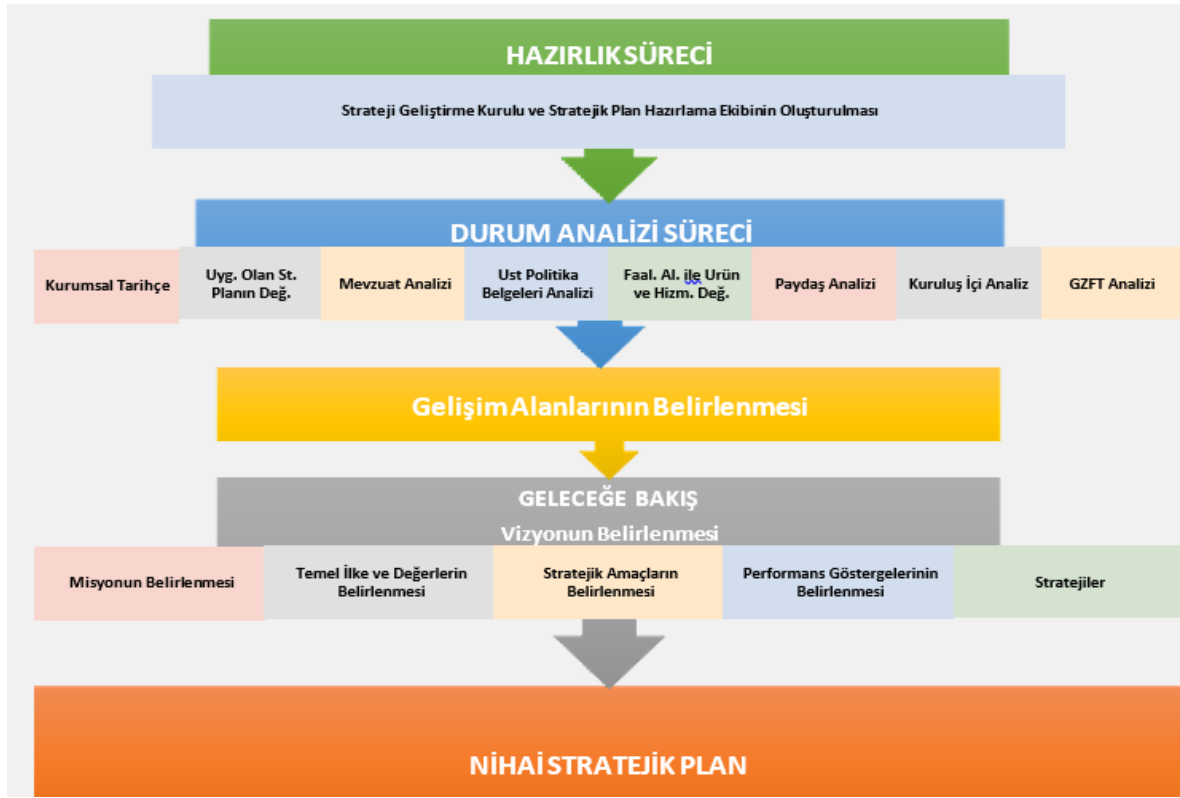 HAZIRLIK SÜRECİ
Strateji Geliştirme Kurulu ve Stratejik Plan Hazırlama Ekibinin Oluşturulması
DURUM ANALİZİ SÜRECİ
Kurumsal Tarihçe
Uyg. Olan St.
Planın Değ.
Mevzuat Analizi
Ust Politika
Belgeleri Analizi
Faal. Al. ile Urün
ve Hizm. Değ.
Paydaş Analizi
Kuruluş İçi Analiz
GZFT Analizi
Gelişim Alanlarının Belirlenmesi
GELECEĞE BAKIŞ
Vizyonun Belirlenmesi
Misyonun Belirlenmesi
Temel İlke ve Değerlerin
Belirlenmesi
Stratejik Amaçların
Belirlenmesi
Performans Göstergelerinin
Belirlenmesi
Stratejiler
NİHAİ STRATEJİK PLAN